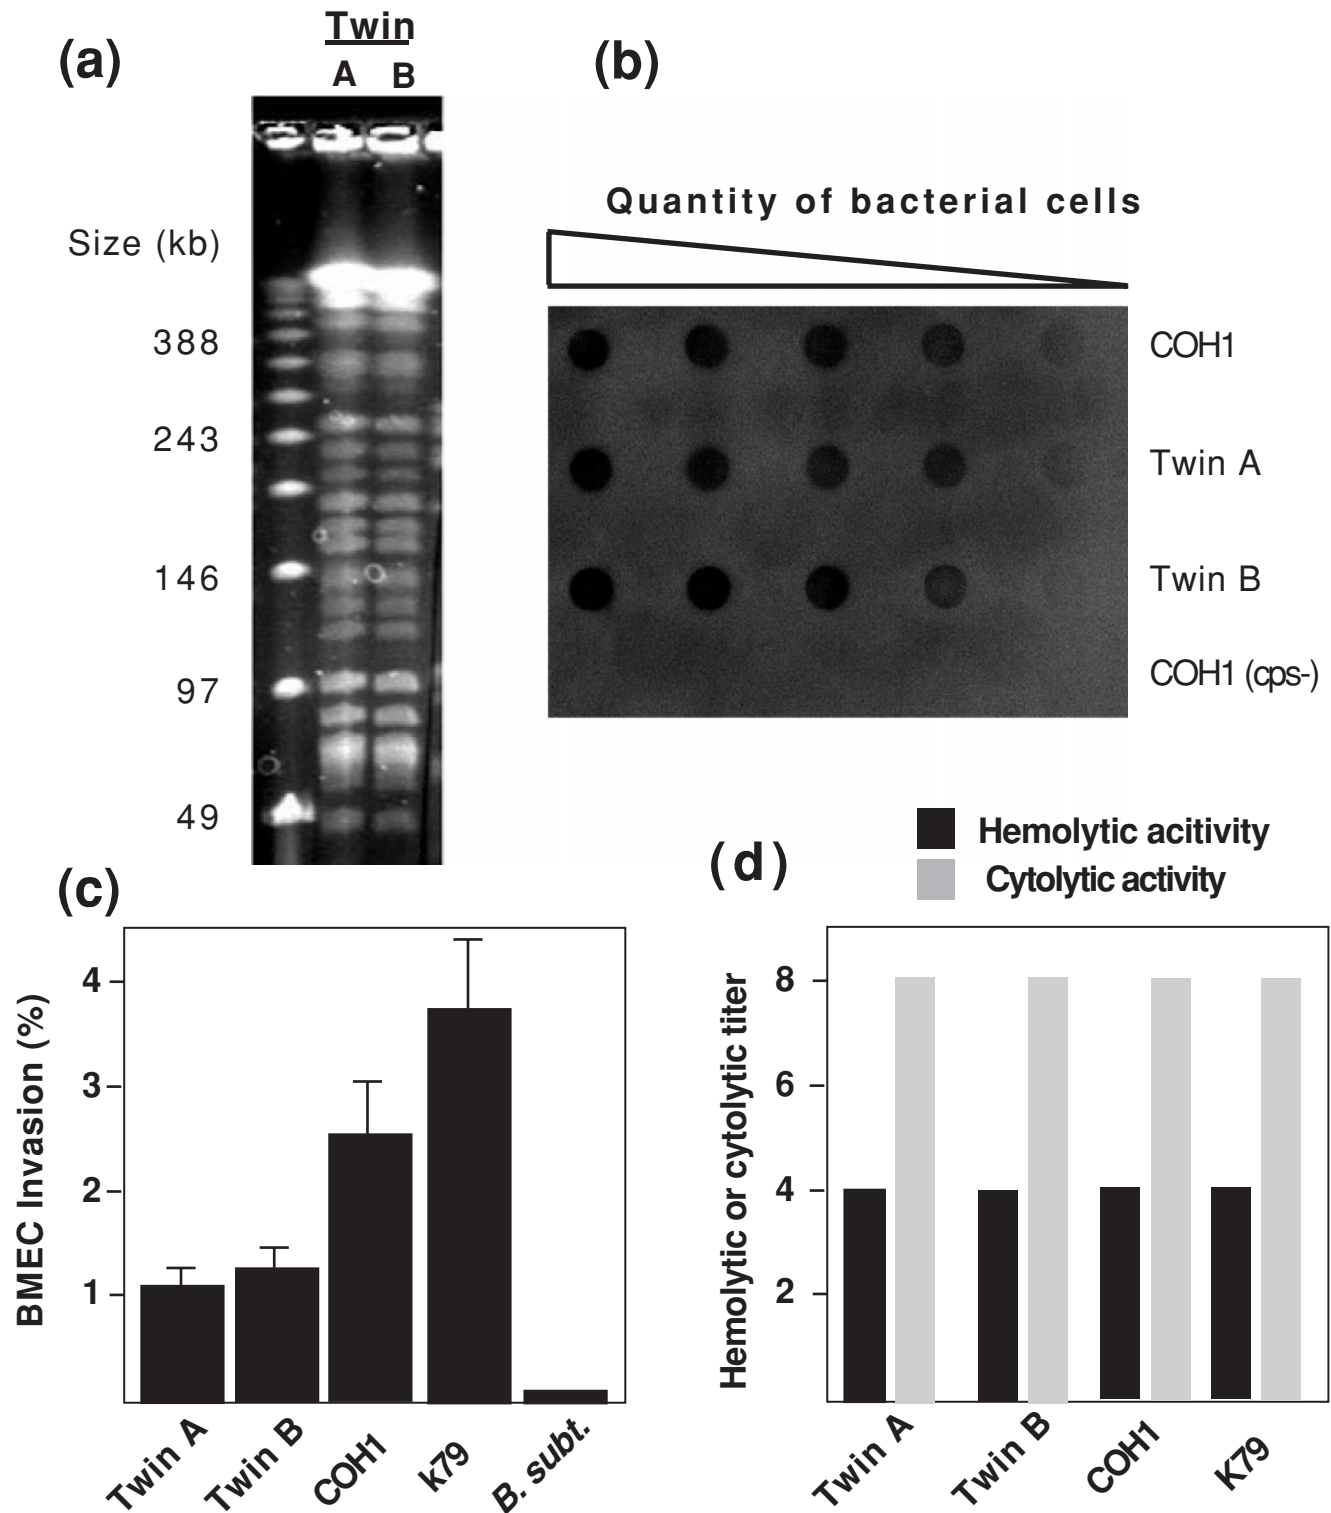 (a)
Twin
A B
Size (kb)
388
243
146
97
49
(b)
Quantity of bacterial cells
COH1
Twin A
Twin B
COH1 (cps-)
(c)
BMEC Invasion (%)
4
3
2
1
Twin A
Twin B
COH1
k79
B. subt.
(d)
Hemolytic acitivity
Cytolytic activity
Hemolytic or cytolytic titer
8
6
4
2
Twin A
Twin B
COH1
K79